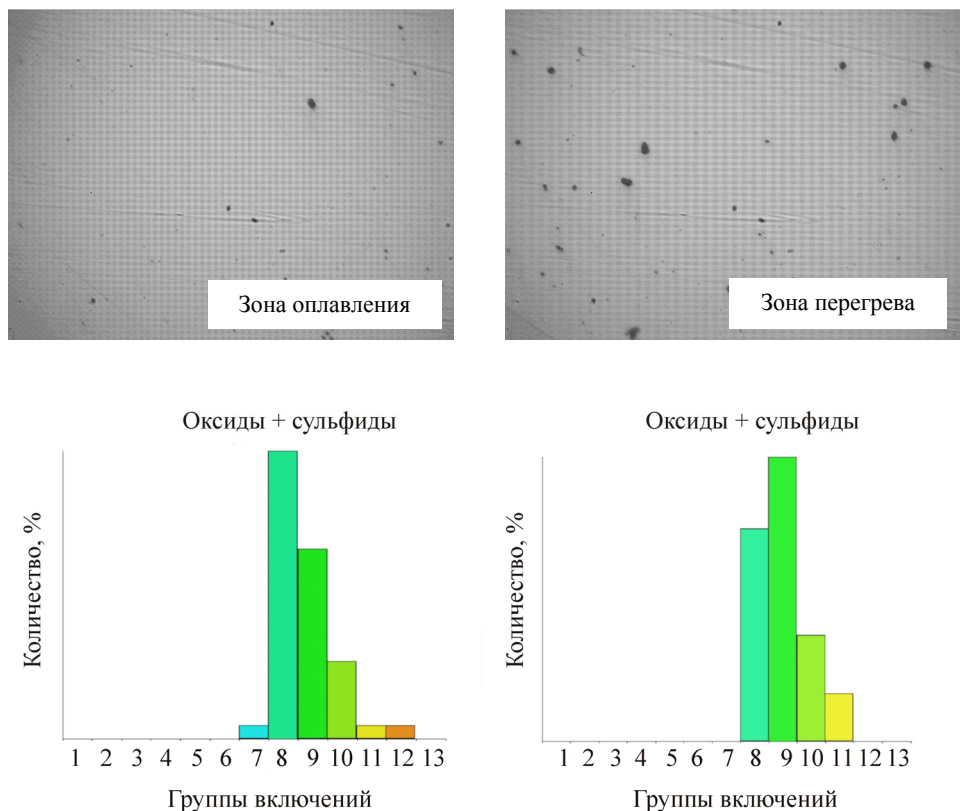 Зона оплавления
Зона перегрева
Оксиды + сульфиды
Количество, %
1 2 3 4 5 6 7 8 9 10 11 12 13
Группы включений
Оксиды + сульфиды
Количество, %
1 2 3 4 5 6 7 8 9 10 11 12 13
Группы включений